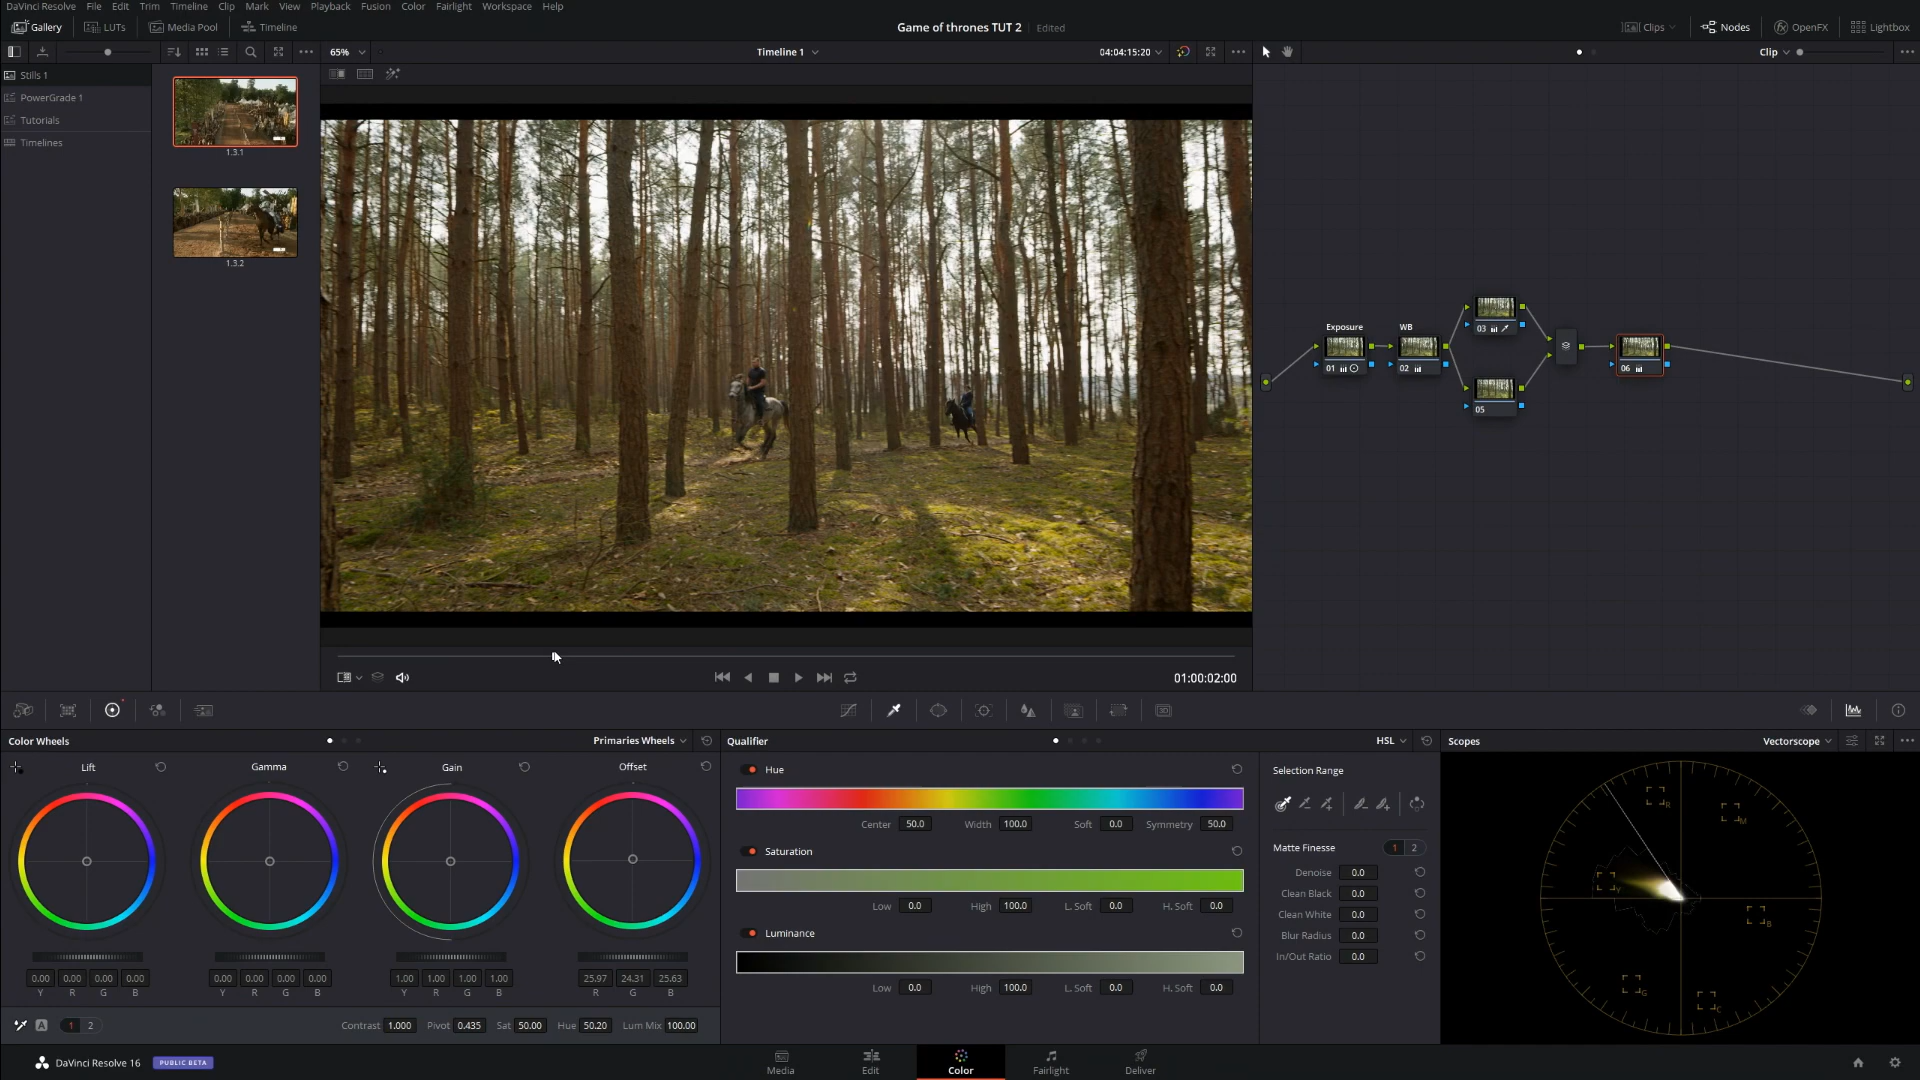 DaVinci Resolve File Edit Trim Timeline Clip Mark View Playback Fusion Color Fairlight Workspace Help
Gallery LUTs Media Pool Timeline Game of thrones TUT 2 Edited Clips Nodes OpenFX Lightbox
65% Timeline 1 04:04:15:20 Clip
Stills 1
PowerGrade 1
Tutorials
Timelines
1.3.1
1.3.2
Exposure WB
03
01 02 06
05
01:00:02:00
Color Wheels Primaries Wheels Qualifier HSL Scopes Vectorscope
Lift Gamma Gain Offset
Hue
Center 50.0 Width 100.0 Soft 0.0 Symmetry 50.0
Saturation
Low 0.0 High 100.0 L. Soft 0.0 H. Soft 0.0
Luminance
Low 0.0 High 100.0 L. Soft 0.0 H. Soft 0.0
Selection Range
Matte Finesse 1 2
Denoise 0.0
Clean Black 0.0
Clean White 0.0
Blur Radius 0.0
In/Out Ratio 0.0
R
M
B
G
C
0.00 0.00 0.00 0.00 0.00 0.00 0.00 0.00 1.00 1.00 1.00 1.00 25.97 24.31 25.63
Y R G B Y R G B Y R G B R G B
A 1 2 Contrast 1.000 Pivot 0.435 Sat 50.00 Hue 50.20 Lum Mix 100.00
DaVinci Resolve 16 PUBLIC BETA
Media Edit Color Fairlight Deliver